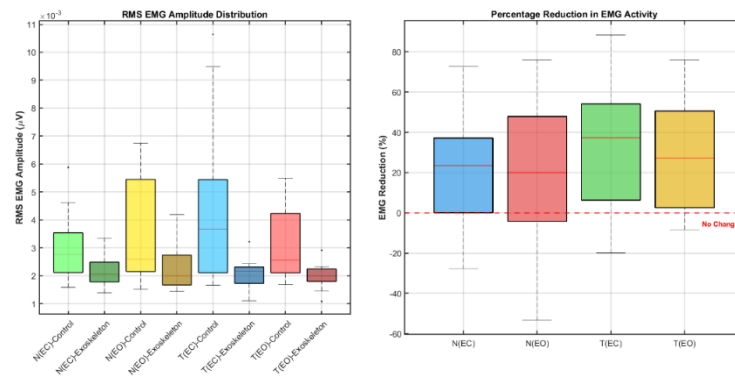 RMS EMG Amplitude Distribution
×10⁻³
11
10
9
8
7
6
5
4
3
2
1
RMS EMG Amplitude (μV)
N(EC)-Control
N(EC)-Exoskeleton
N(EO)-Control
N(EO)-Exoskeleton
T(EC)-Control
T(EC)-Exoskeleton
T(EO)-Control
T(EO)-Exoskeleton
Percentage Reduction in EMG Activity
80
60
40
20
0
-20
-40
-60
EMG Reduction (%)
No Chang
N(EC)
N(EO)
T(EC)
T(EO)